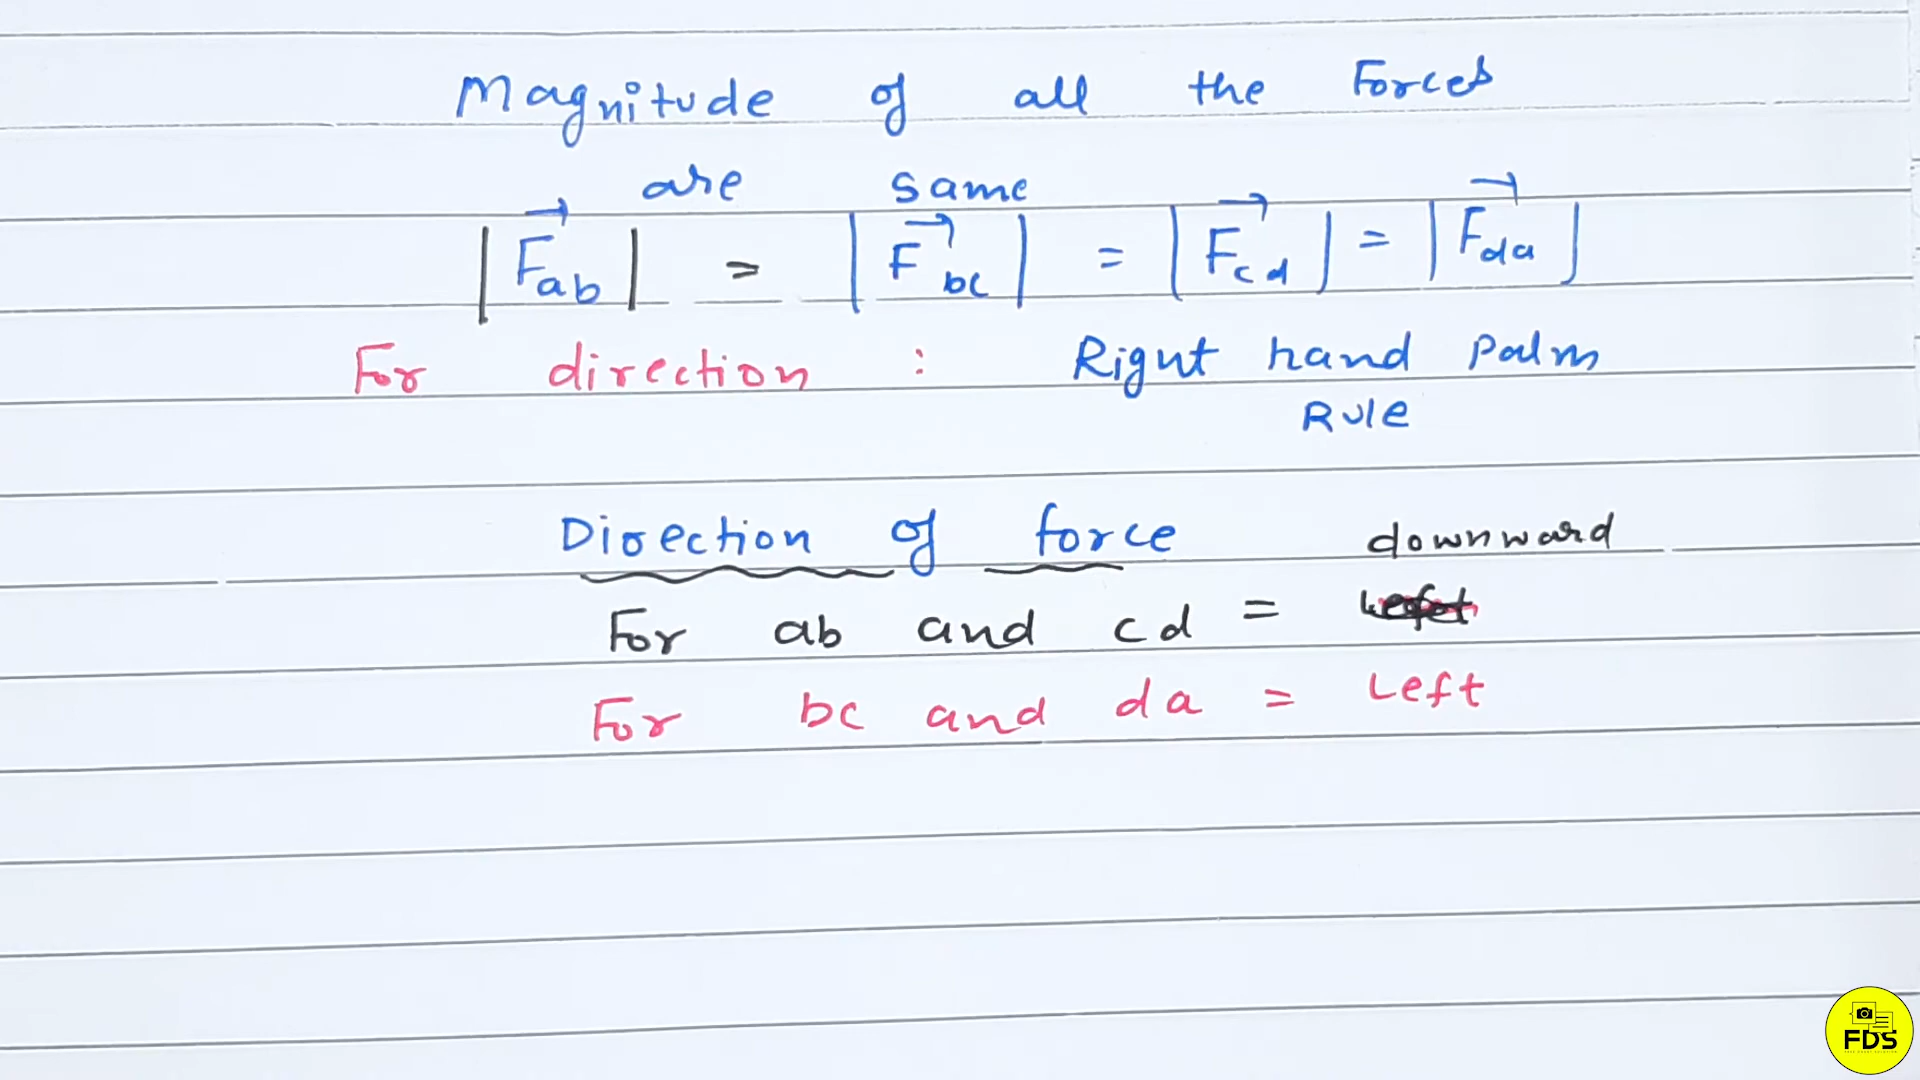 Magnitude of all the Forces
are same
|F⃗ab| = |F⃗bc| = |F⃗cd| = |F⃗da|
For direction : Right hand Palm
Rule
Direction of force
downward
For ab and cd =
For bc and da = Left
FDS